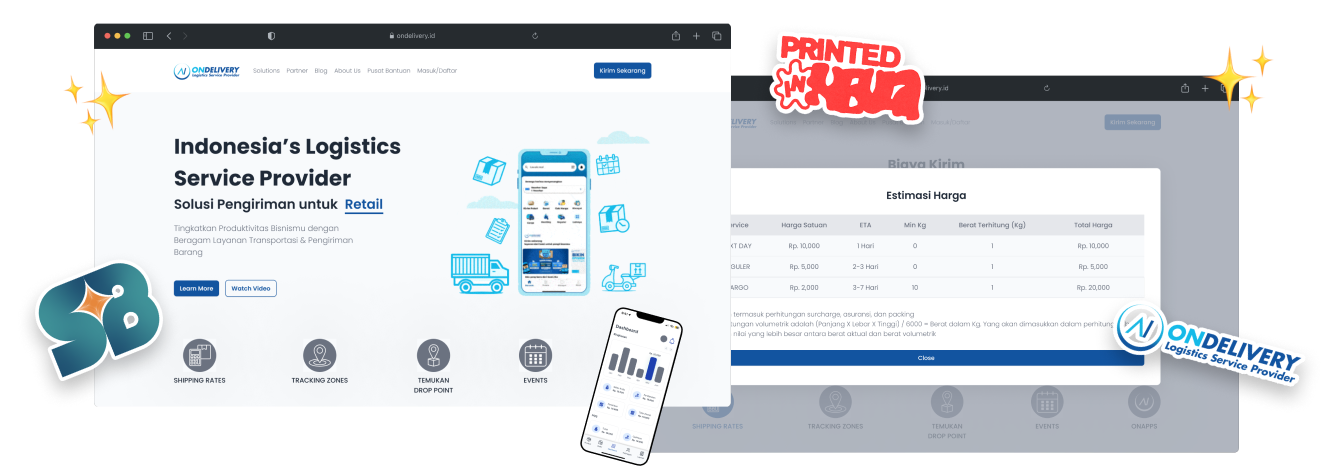 ondelivery.id
ONDELIVERY
Logistics Service Provider
Solutions Partner Blog About Us Pusat Bantuan Masuk/Daftar
Kirim Sekarang
Indonesia's Logistics
Service Provider
Solusi Pengiriman untuk Retail
Tingkatkan Produktivitas Bisnismu dengan
Beragam Layanan Transportasi & Pengiriman
Barang
Learn More
Watch Video
SHIPPING RATES
TRACKING ZONES
TEMUKAN
DROP POINT
EVENTS
SB
Dashboard
PRINTED
IN
livery.id
Kirim Sekarang
Biaya Kirim
Estimasi Harga
ervice Harga Satuan ETA Min Kg Berat Terhitung (Kg) Total Harga
XT DAY Rp. 10,000 1 Hari 0 1 Rp. 10,000
GULER Rp. 5,000 2-3 Hari 0 1 Rp. 5,000
ARGO Rp. 2,000 3-7 Hari 10 1 Rp. 20,000
termasuk perhitungan surcharge, asuransi, dan packing
tungan volumetrik adalah (Panjang X Lebar X Tinggi) / 6000 = Berat dalam Kg. Yang akan dimasukkan dalam perhitung
nilai yang lebih besar antara berat aktual dan berat volumetrik
Close
SHIPPING RATES
TRACKING ZONES
TEMUKAN
DROP POINT
EVENTS
ONAPPS
ONDELIVERY
Logistics Service Provider